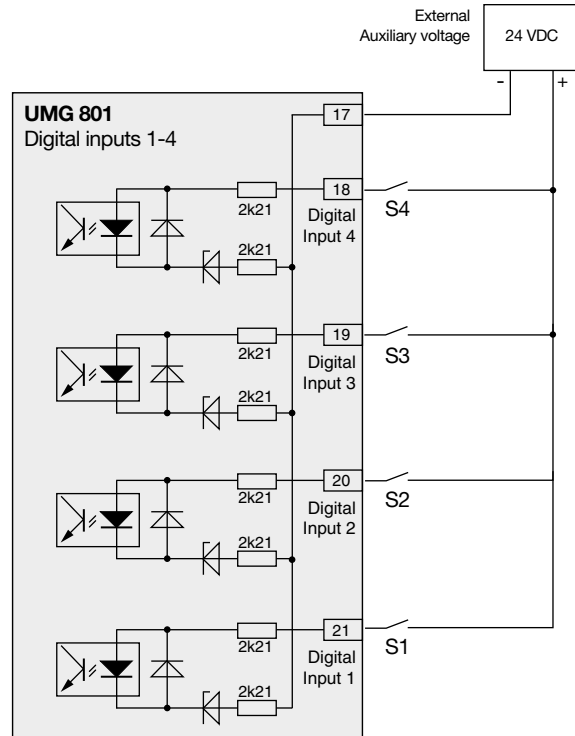 External
Auxiliary voltage
24 VDC
- +
UMG 801
Digital inputs 1-4
17
18
2k21
S4
Digital
Input 4
2k21
19
2k21
S3
Digital
Input 3
2k21
20
2k21
S2
Digital
Input 2
2k21
21
2k21
S1
Digital
Input 1
2k21